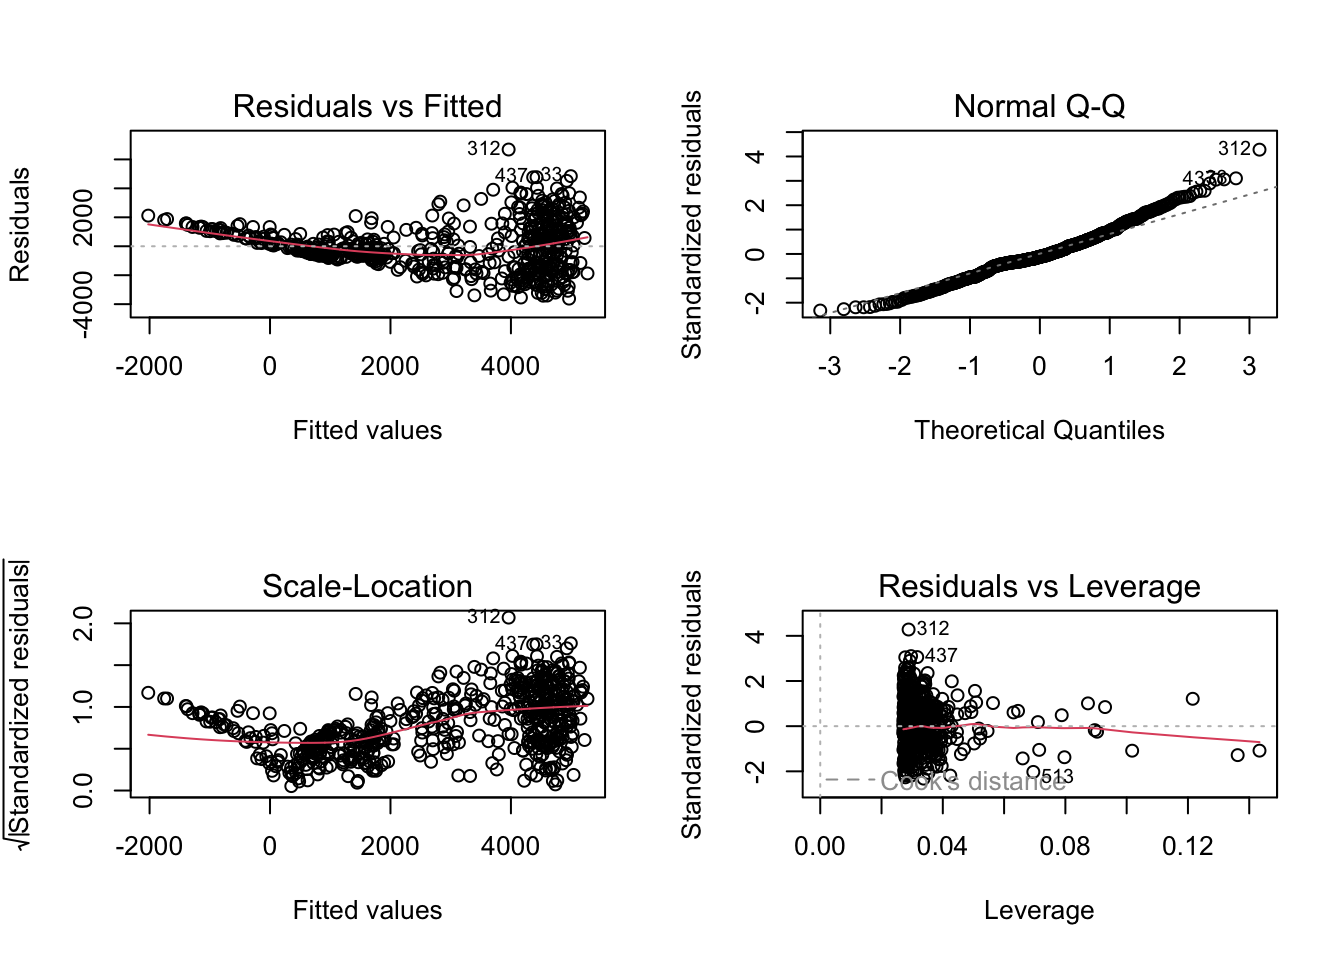 Residuals vs Fitted
Residuals
2000
-4000
312
437
33
-2000 0 2000 4000
Fitted values
Normal Q-Q
Standardized residuals
4
2
0
-2
312
-3 -2 -1 0 1 2 3
Theoretical Quantiles
Scale-Location
√|Standardized residuals|
2.0
1.0
0.0
312
437
33
-2000 0 2000 4000
Fitted values
Residuals vs Leverage
Standardized residuals
4
2
0
-2
312
437
513
Cook's distance
0.00 0.04 0.08 0.12
Leverage